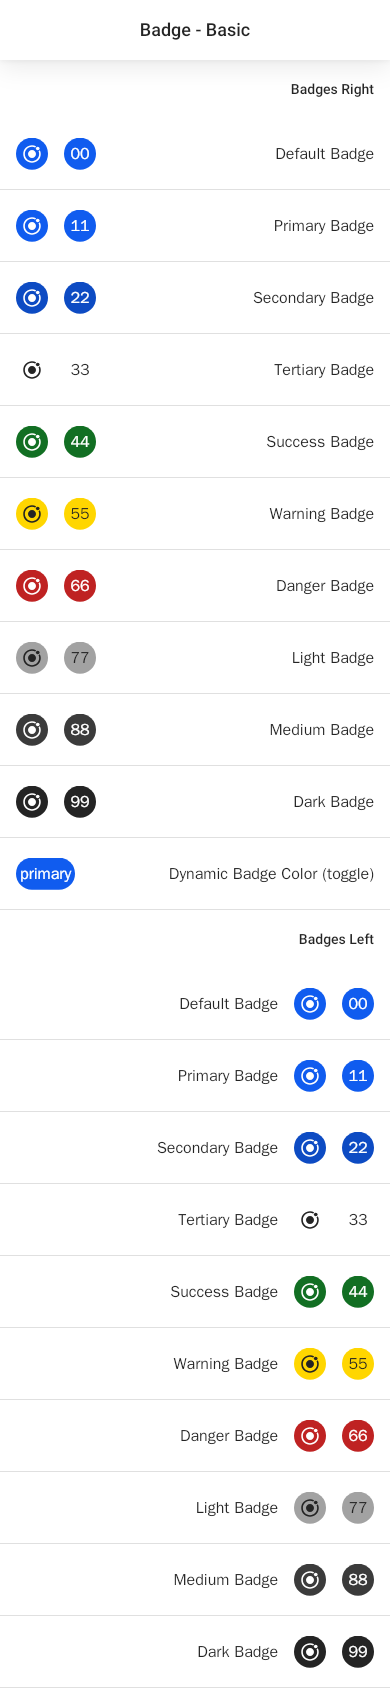 Badge - Basic
Badges Right
00 Default Badge
11 Primary Badge
22 Secondary Badge
33 Tertiary Badge
44 Success Badge
55 Warning Badge
66 Danger Badge
77 Light Badge
88 Medium Badge
99 Dark Badge
primary Dynamic Badge Color (toggle)
Badges Left
Default Badge 00
Primary Badge 11
Secondary Badge 22
Tertiary Badge 33
Success Badge 44
Warning Badge 55
Danger Badge 66
Light Badge 77
Medium Badge 88
Dark Badge 99